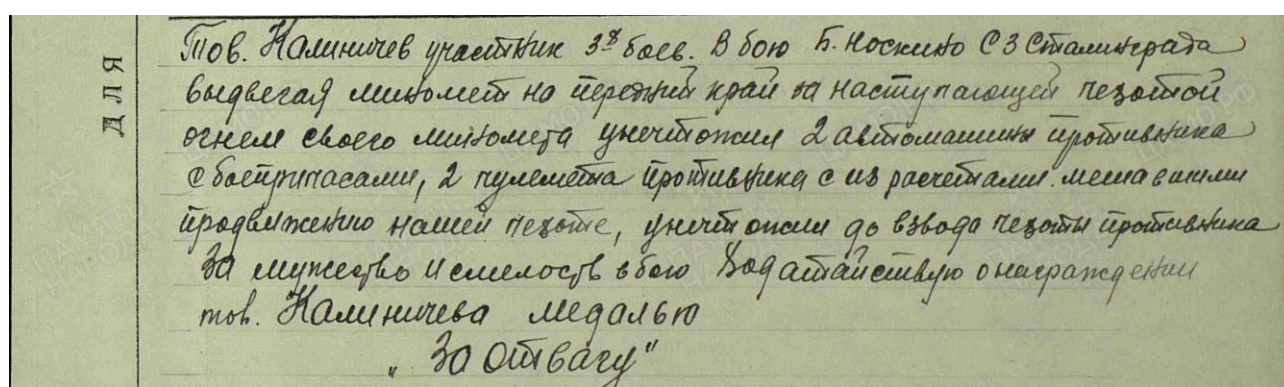 ДЛЯ
Тов. Калиничев участник 3х боев. В бою Б. Носкино СЗ Сталинграда
выдвегая миномет на передний край за наступающей пехотой
огнем своего миномета уничтожил 2 автомашины противника
с боеприпасами, 2 пулемета противника с их расчетами. мешавшими
продвижению нашей пехоте, уничтожил до взвода пехоты противника
За мужество и смелость в бою ходатайствую о награждении
тов. Калиничева медалью
„За отвагу"